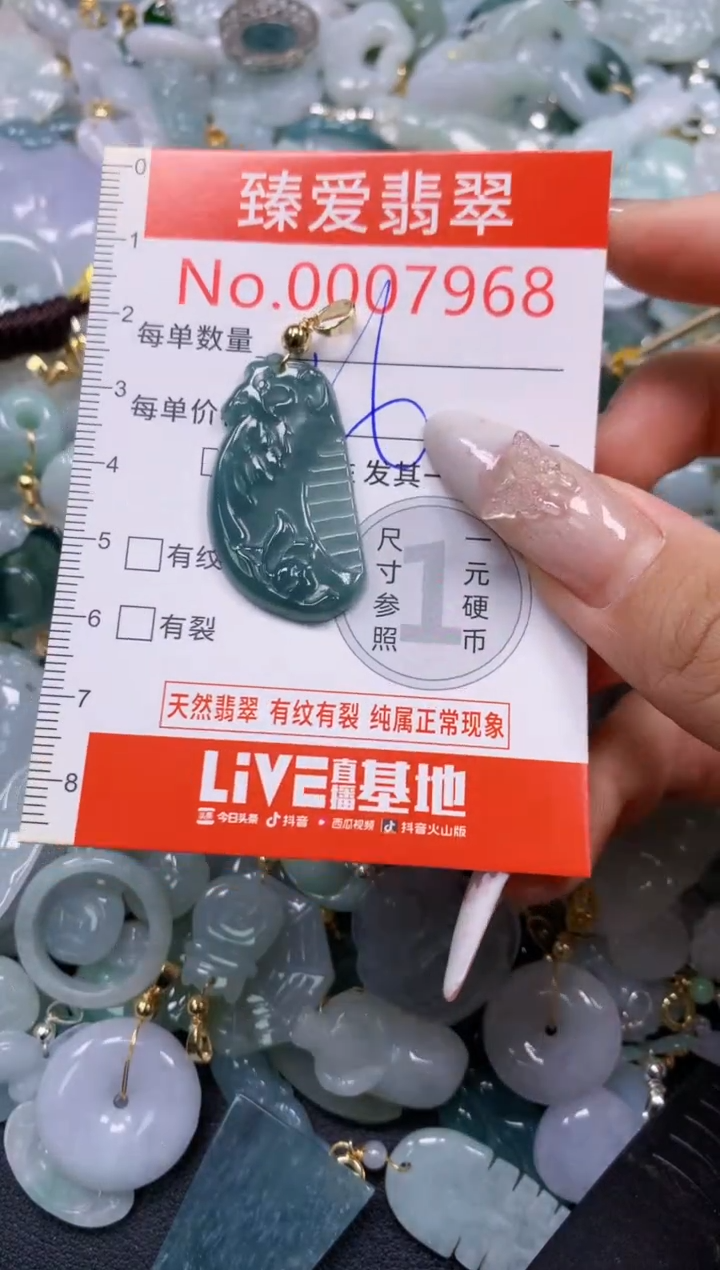 0
臻爱翡翠
1
No.0007968
2
每单数量
3
每单价
4
发其一
5
有纹
尺寸参照
1
一元硬币
6
有裂
天然翡翠 有纹有裂 纯属正常现象
7
LiVE直播基地
8
今日头条 抖音 西瓜视频 抖音火山版